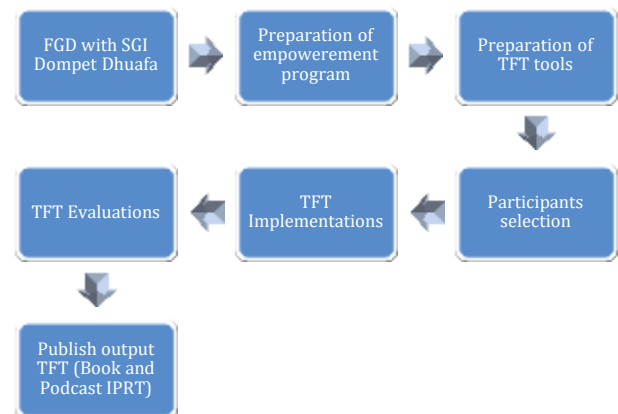 FGD with SGI
Dompet Dhuafa
Preparation of
empowerement
program
Preparation of
TFT tools
Participants
selection
TFT
Implementations
TFT Evaluations
Publish output
TFT (Book and
Podcast IPRT)